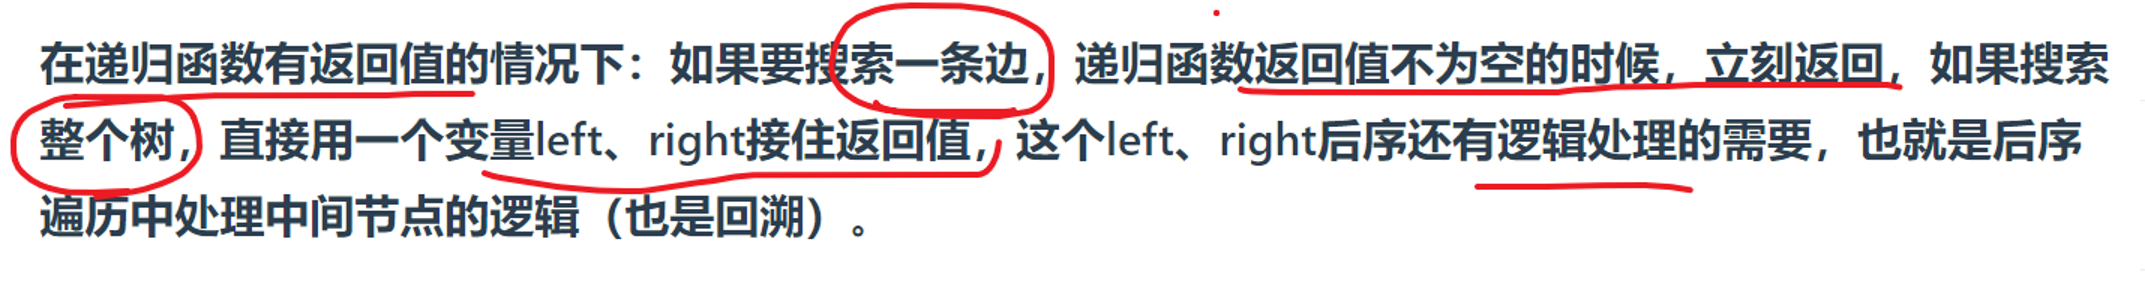 在递归函数有返回值的情况下：如果要搜索一条边，递归函数返回值不为空的时候，立刻返回，如果搜索
整个树，直接用一个变量left、right接住返回值，这个left、right后序还有逻辑处理的需要，也就是后序
遍历中处理中间节点的逻辑（也是回溯）。